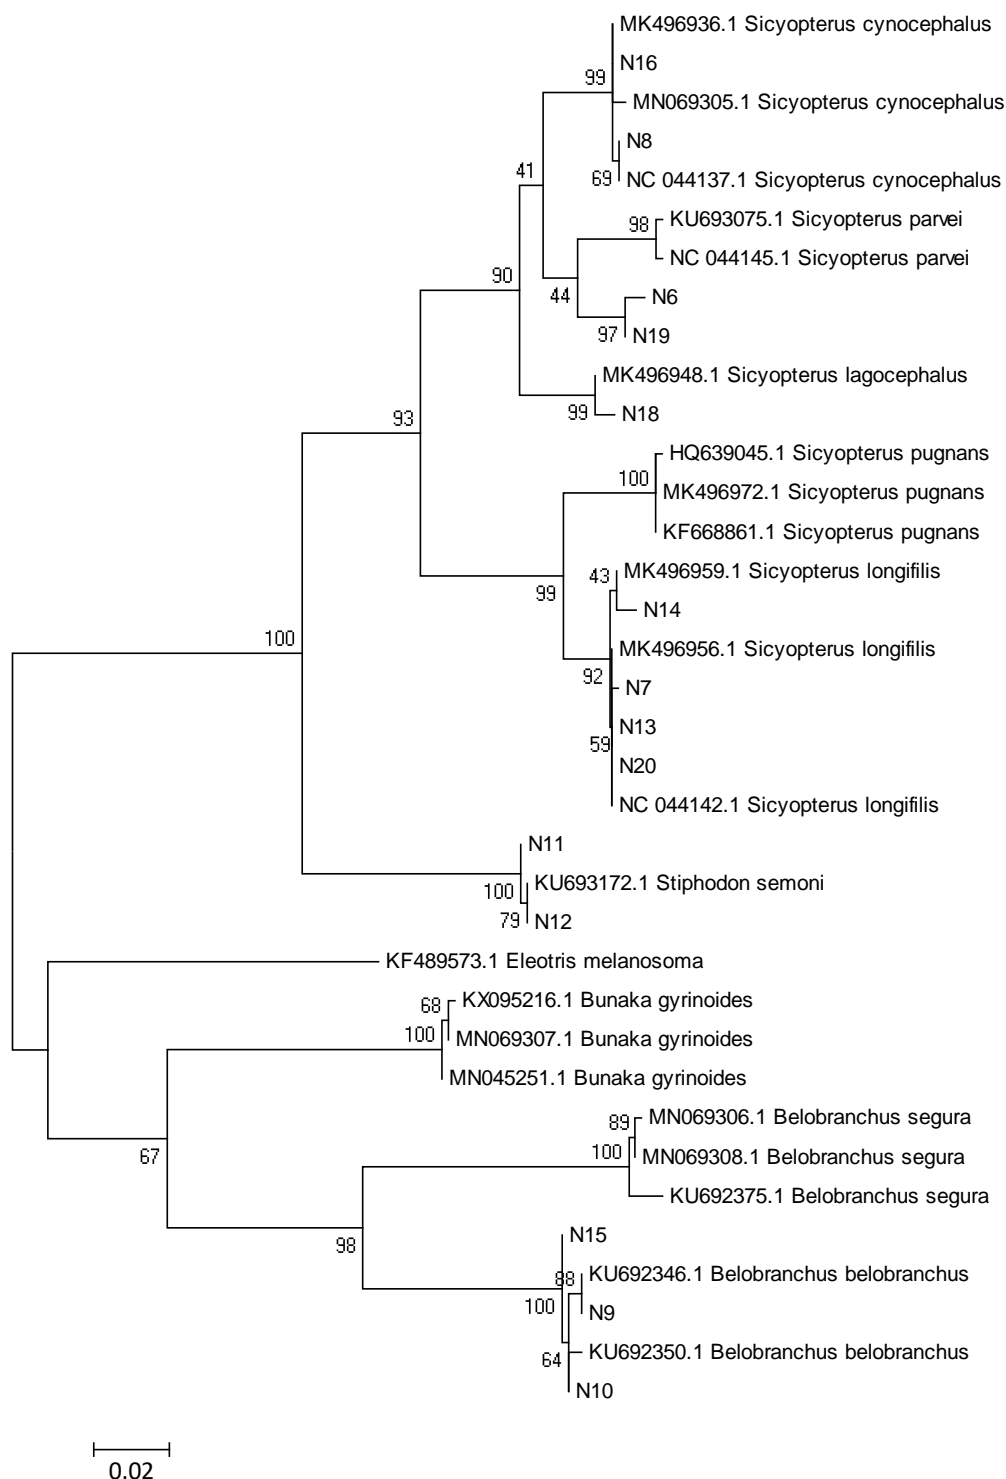 MK496936.1 Sicyopterus cynocephalus
N16
99
MN069305.1 Sicyopterus cynocephalus
N8
41
69
NC 044137.1 Sicyopterus cynocephalus
98
KU693075.1 Sicyopterus parvei
NC 044145.1 Sicyopterus parvei
90
44
N6
97
N19
MK496948.1 Sicyopterus lagocephalus
99
N18
93
HQ639045.1 Sicyopterus pugnans
100
MK496972.1 Sicyopterus pugnans
KF668861.1 Sicyopterus pugnans
43
MK496959.1 Sicyopterus longifilis
99
N14
100
MK496956.1 Sicyopterus longifilis
92
N7
N13
59
N20
NC 044142.1 Sicyopterus longifilis
N11
100
KU693172.1 Stiphodon semoni
79
N12
KF489573.1 Eleotris melanosoma
68
KX095216.1 Bunaka gyrinoides
100
MN069307.1 Bunaka gyrinoides
MN045251.1 Bunaka gyrinoides
89
MN069306.1 Belobranchus segura
67
100
MN069308.1 Belobranchus segura
KU692375.1 Belobranchus segura
98
N15
88
KU692346.1 Belobranchus belobranchus
100
N9
64
KU692350.1 Belobranchus belobranchus
N10
0.02